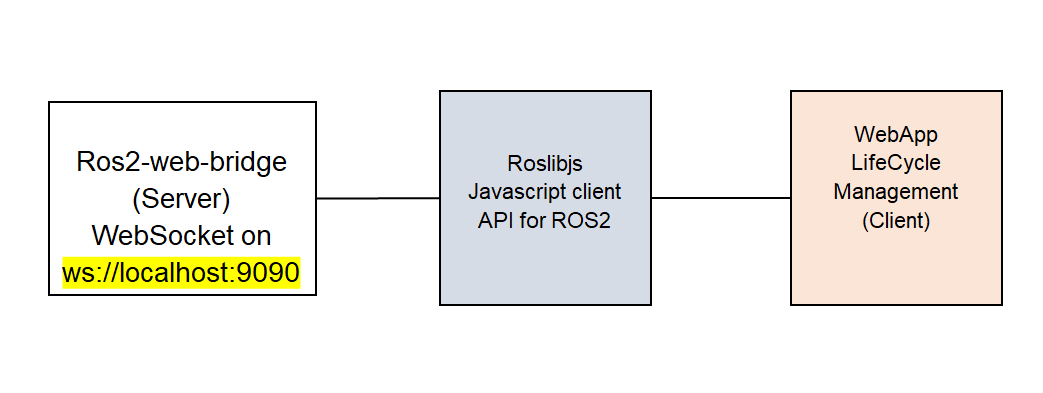 Ros2-web-bridge
(Server)
WebSocket on
ws://localhost:9090
Roslibjs
Javascript client
API for ROS2
WebApp
LifeCycle
Management
(Client)